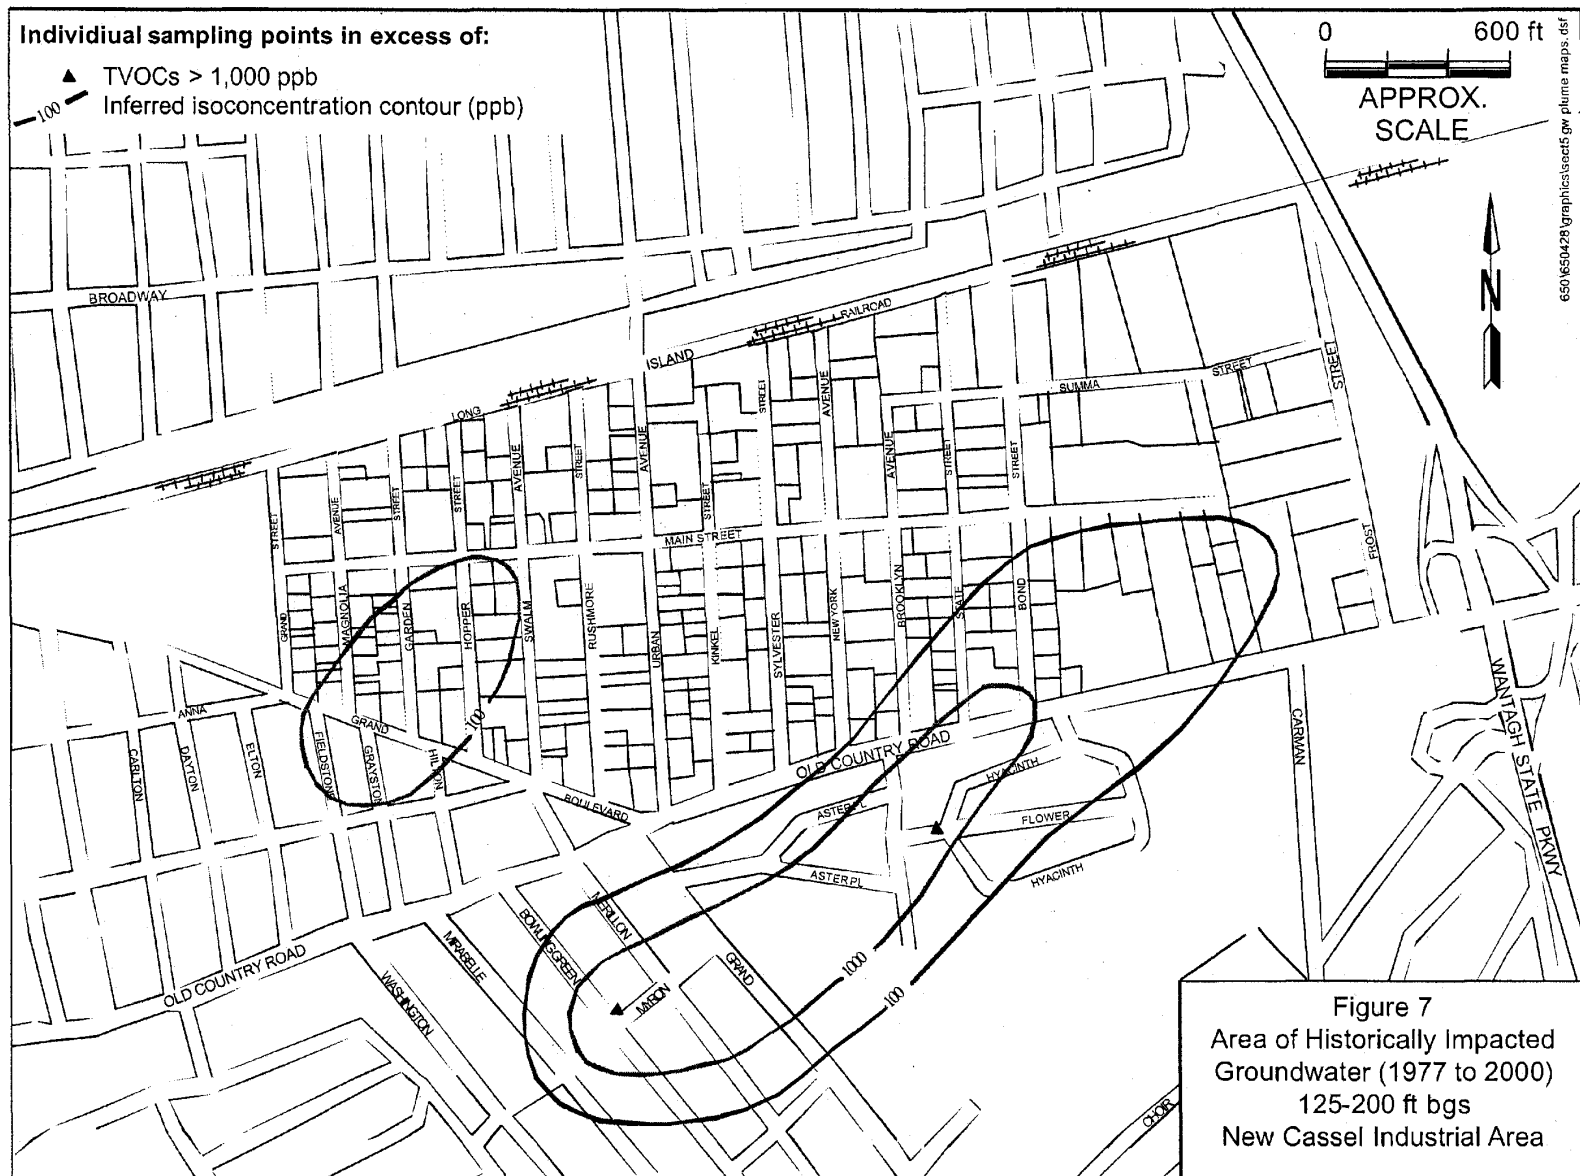 Individiual sampling points in excess of:
TVOCs > 1,000 ppb
100
Inferred isoconcentration contour (ppb)
0 600 ft
APPROX.
SCALE
650\650428\graphics\sect5 gw plume maps.dsf
N
BROADWAY
LONG
ISLAND
RAILROAD
SUMMA
STREET
STREET
FROST
STREET
GRAND
AVENUE
MAGNOLIA
STREET
GARDEN
STREET
HOPPER
AVENUE
SWALM
STREET
RUSHMORE
AVENUE
URBAN
STREET
KINKEL
STREET
SYLVESTER
AVENUE
NEW YORK
AVENUE
BROOKLYN
STREET
STATE
STREET
BOND
MAIN STREET
100
ANNA
CARLTON
DAYTON
ELTON
FIELDSTONE
GRAYSTON
GRAND
BOULEVARD
OLD COUNTRY ROAD
ASTER PL
ASTER PL
HYACINTH
FLOWER
HYACINTH
CARMAN
WANTAGH STATE PKWY
OLD COUNTRY ROAD
WASHINGTON
MIRABELLE
BOWLING GREEN
MERILLON
MYRON
GRAND
1000
100
CHOIR
Figure 7
Area of Historically Impacted
Groundwater (1977 to 2000)
125-200 ft bgs
New Cassel Industrial Area